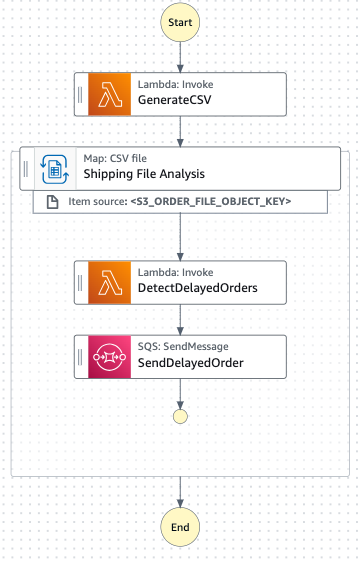 Start
Lambda: Invoke
GenerateCSV
Map: CSV file
Shipping File Analysis
Item source: <S3_ORDER_FILE_OBJECT_KEY>
Lambda: Invoke
DetectDelayedOrders
SQS: SendMessage
SendDelayedOrder
End